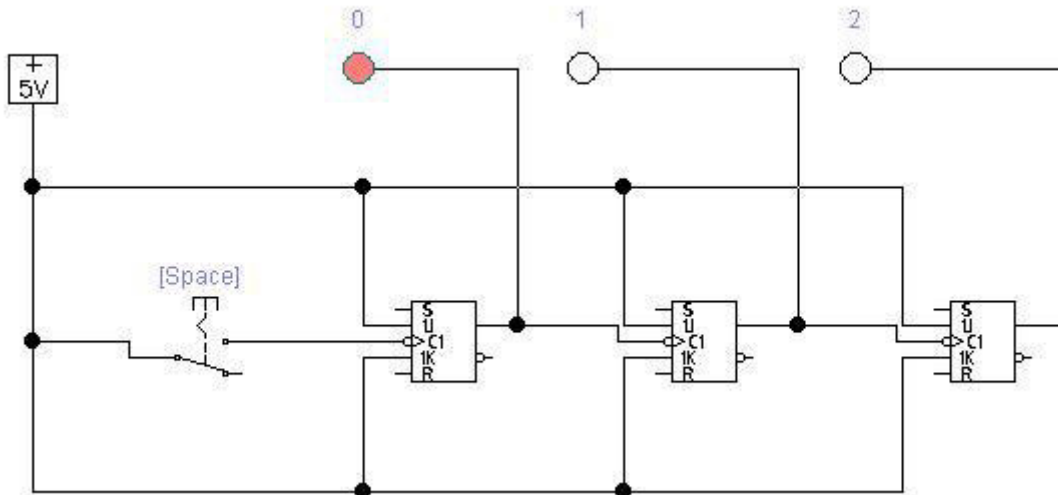 0 1 2
+
5V
[Space]
S S S
U U U
C1 C1 C1
1K 1K 1K
R R R